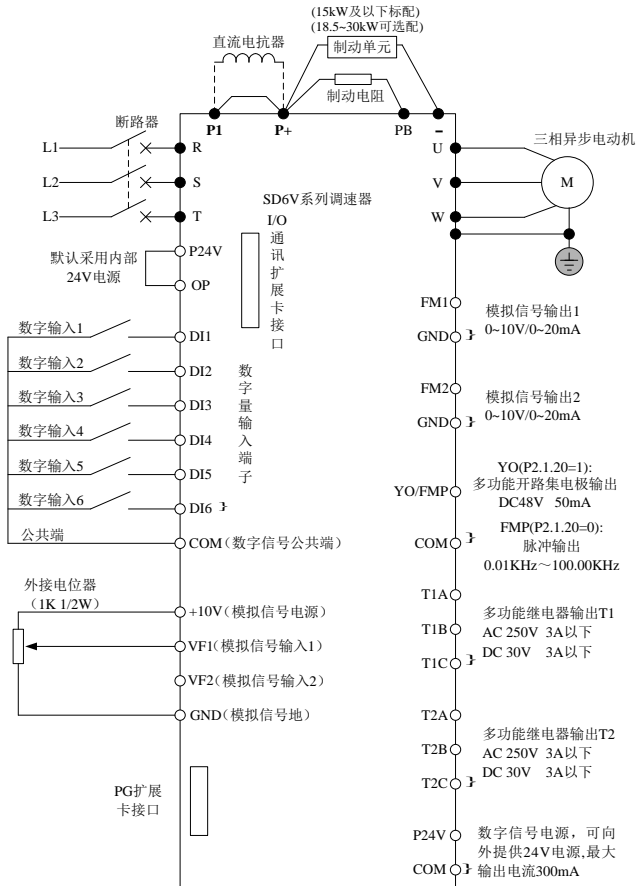 (15kW及以下标配)
(18.5~30kW可选配)
直流电抗器
制动单元
制动电阻
P1
P+
PB
−
断路器
L1
R
L2
S
L3
T
U
V
W
三相异步电动机
M
SD6V系列调速器
I/O
通
讯
扩
展
卡
接
口
默认采用内部
24V电源
P24V
OP
数字输入1
DI1
数字输入2
DI2
数字输入3
DI3
数字输入4
DI4
数字输入5
DI5
数字输入6
DI6 }
数
字
量
输
入
端
子
公共端
COM(数字信号公共端)
外接电位器
(1K 1/2W)
+10V(模拟信号电源)
VF1(模拟信号输入1)
VF2(模拟信号输入2)
GND(模拟信号地)
PG扩展
卡接口
FM1
GND }
模拟信号输出1
0~10V/0~20mA
FM2
GND }
模拟信号输出2
0~10V/0~20mA
YO/FMP
COM }
YO(P2.1.20=1):
多功能开路集电极输出
DC48V 50mA
FMP(P2.1.20=0):
脉冲输出
0.01KHz～100.00KHz
T1A
T1B
T1C }
多功能继电器输出T1
AC 250V 3A以下
DC 30V 3A以下
T2A
T2B
T2C }
多功能继电器输出T2
AC 250V 3A以下
DC 30V 3A以下
P24V
COM }
数字信号电源，可向
外提供24V电源,最大
输出电流300mA